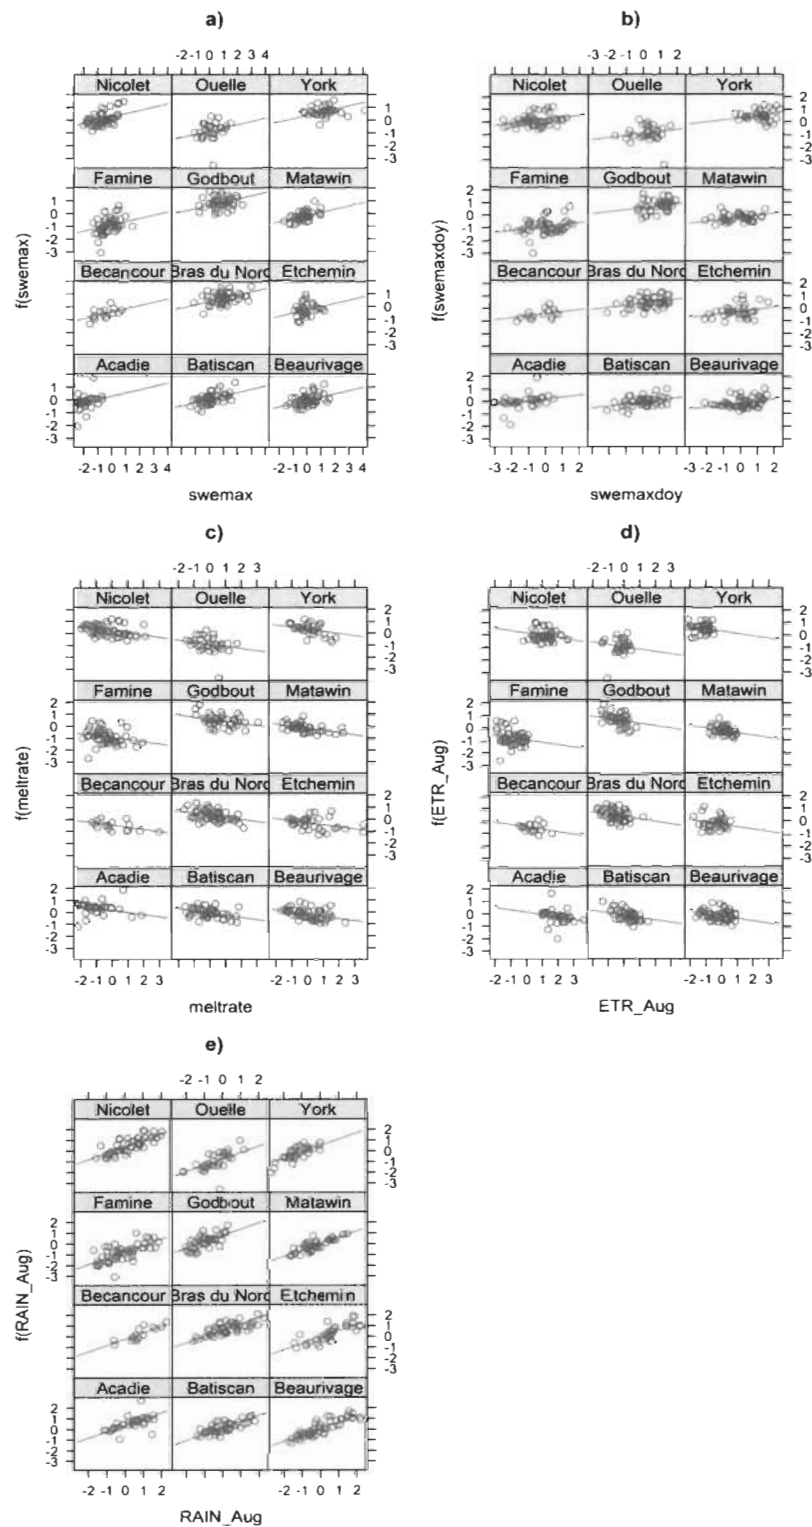 a)
-2 -1 0 1 2 3 4
Nicolet Ouelle York
1
0
-1
-2
-3
Famine Godbout Matawin
1
0
-1
-2
-3
f(swemax)
Becancour Bras du Nord Etchemin
1
0
-1
-2
-3
Acadie Batiscan Beaurivage
1
0
-1
-2
-3
-2 -1 0 1 2 3 4 -2 -1 0 1 2 3 4
swemax
b)
-3 -2 -1 0 1 2
Nicolet Ouelle York
2
1
0
-1
-2
-3
Famine Godbout Matawin
2
1
0
-1
-2
-3
f(swemaxdoy)
Becancour Bras du Nord Etchemin
2
1
0
-1
-2
-3
Acadie Batiscan Beaurivage
2
1
0
-1
-2
-3
-3 -2 -1 0 1 2 -3 -2 -1 0 1 2
swemaxdoy
c)
-2 -1 0 1 2 3
Nicolet Ouelle York
2
1
0
-1
-2
-3
Famine Godbout Matawin
2
1
0
-1
-2
-3
f(meltrate)
Becancour Bras du Nord Etchemin
2
1
0
-1
-2
-3
Acadie Batiscan Beaurivage
2
1
0
-1
-2
-3
-2 -1 0 1 2 3 -2 -1 0 1 2 3
meltrate
d)
-2 -1 0 1 2 3
Nicolet Ouelle York
2
1
0
-1
-2
-3
Famine Godbout Matawin
2
1
0
-1
-2
-3
f(ETR_Aug)
Becancour Bras du Nord Etchemin
2
1
0
-1
-2
-3
Acadie Batiscan Beaurivage
2
1
0
-1
-2
-3
-2 -1 0 1 2 3 -2 -1 0 1 2 3
ETR_Aug
e)
-2 -1 0 1 2
Nicolet Ouelle York
2
1
0
-1
-2
-3
Famine Godbout Matawin
2
1
0
-1
-2
-3
f(RAIN_Aug)
Becancour Bras du Nord Etchemin
2
1
0
-1
-2
-3
Acadie Batiscan Beaurivage
2
1
0
-1
-2
-3
-2 -1 0 1 2 -2 -1 0 1 2
RAIN_Aug